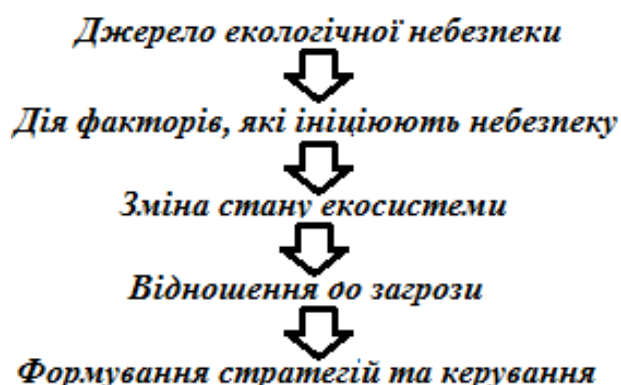 Джерело екологічної небезпеки
Дія факторів, які ініціюють небезпеку
Зміна стану екосистеми
Відношення до загрози
Формування стратегій та керування